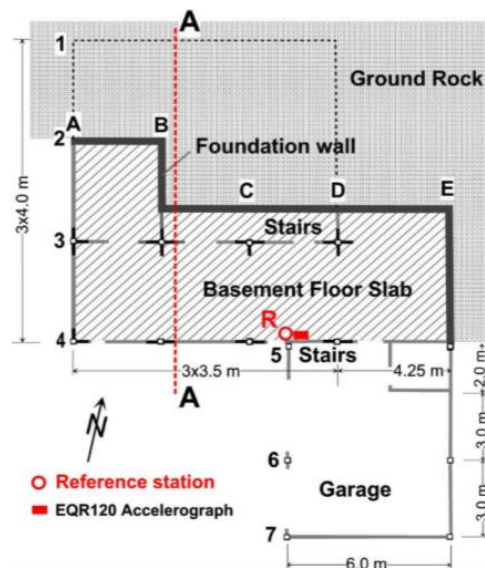 A
1
Ground Rock
A
B
2
Foundation wall
C
D
E
3x4.0 m
Stairs
3
Basement Floor Slab
R
4
5
Stairs
3x3.5 m
4.25 m
2.0 m
A
N
3.0 m
Reference station
6
EQR120 Accelerograph
Garage
3.0 m
7
6.0 m